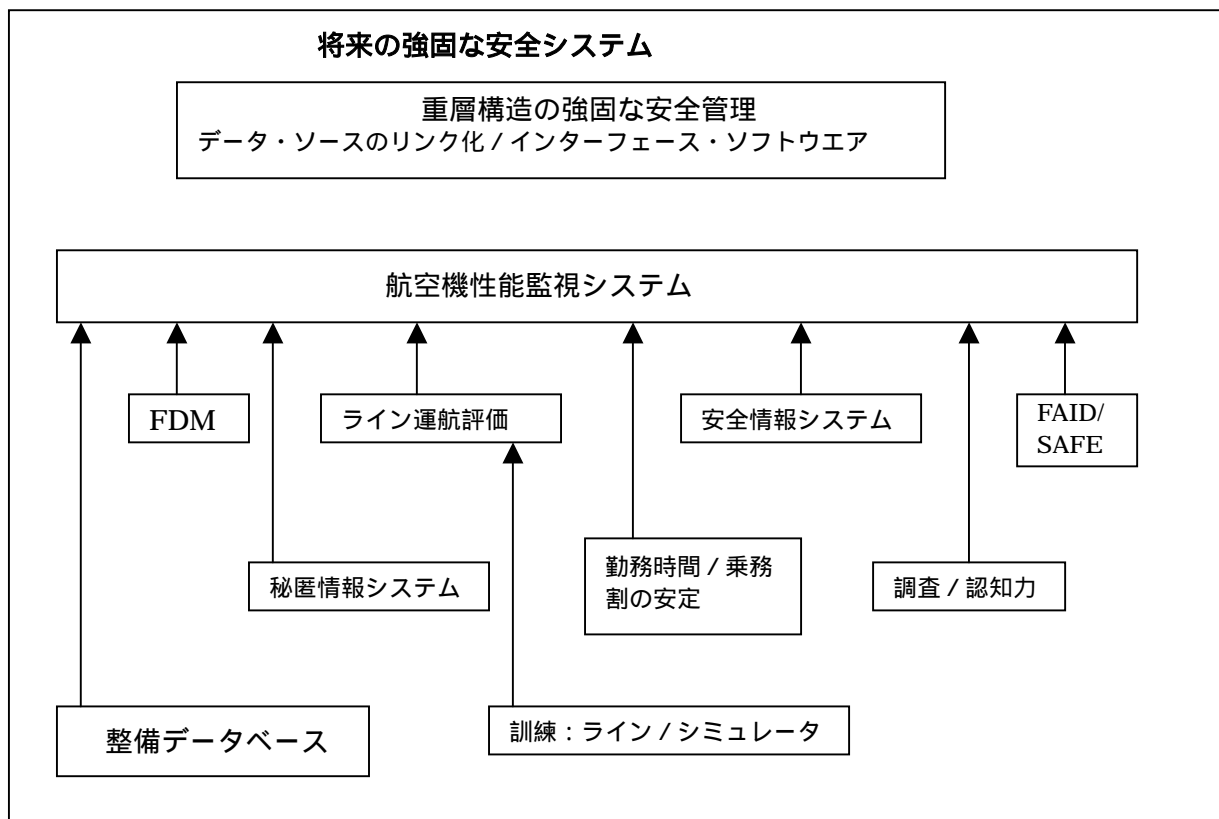 将来の強固な安全システム
重層構造の強固な安全管理
データ・ソースのリンク化 / インターフェース・ソフトウエア
航空機性能監視システム
FDM
ライン運航評価
安全情報システム
FAID/
SAFE
秘匿情報システム
勤務時間 / 乗務
割の安定
調査 / 認知力
整備データベース
訓練：ライン / シミュレータ